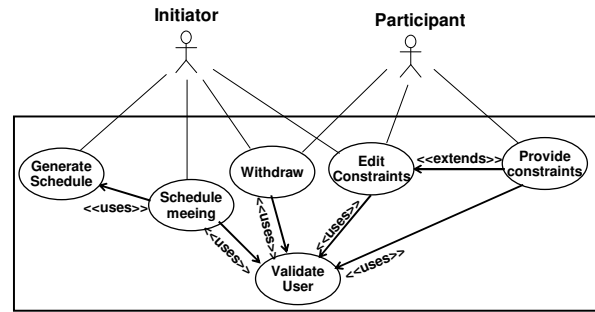 Initiator
Participant
Generate
Schedule
Schedule
meeing
Withdraw
Edit
Constraints
<<extends>>
Provide
constraints
<<uses>>
<<uses>>
<<uses>>
<<uses>>
<<uses>>
Validate
User